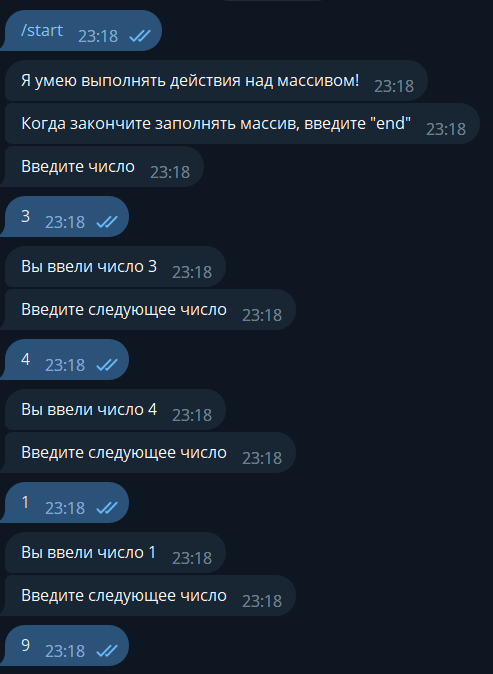 /start 23:18
Я умею выполнять действия над массивом! 23:18
Когда закончите заполнять массив, введите "end" 23:18
Введите число 23:18
3 23:18
Вы ввели число 3 23:18
Введите следующее число 23:18
4 23:18
Вы ввели число 4 23:18
Введите следующее число 23:18
1 23:18
Вы ввели число 1 23:18
Введите следующее число 23:18
9 23:18